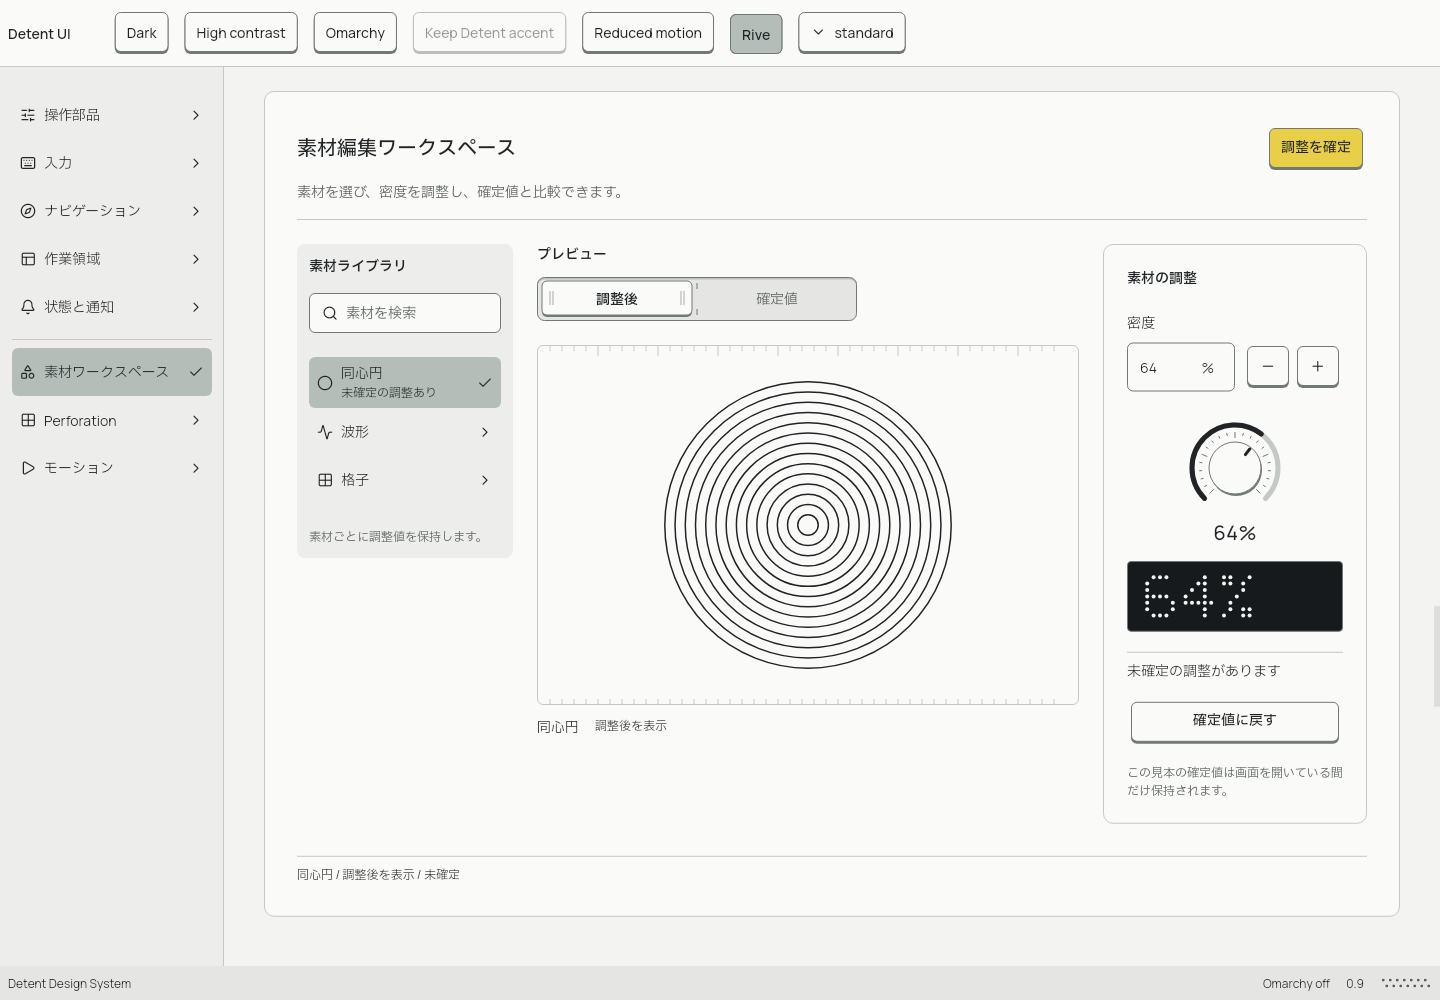 Detent UI
Dark
High contrast
Omarchy
Keep Detent accent
Reduced motion
Rive
standard
操作部品
入力
ナビゲーション
作業領域
状態と通知
素材ワークスペース
Perforation
モーション
素材編集ワークスペース
調整を確定
素材を選び、密度を調整し、確定値と比較できます。
素材ライブラリ
素材を検索
同心円
未確定の調整あり
波形
格子
素材ごとに調整値を保持します。
プレビュー
調整後
確定値
同心円 調整後を表示
素材の調整
密度
64 %
64%
64%
未確定の調整があります
確定値に戻す
この見本の確定値は画面を開いている間
だけ保持されます。
同心円 / 調整後を表示 / 未確定
Detent Design System
Omarchy off 0.9